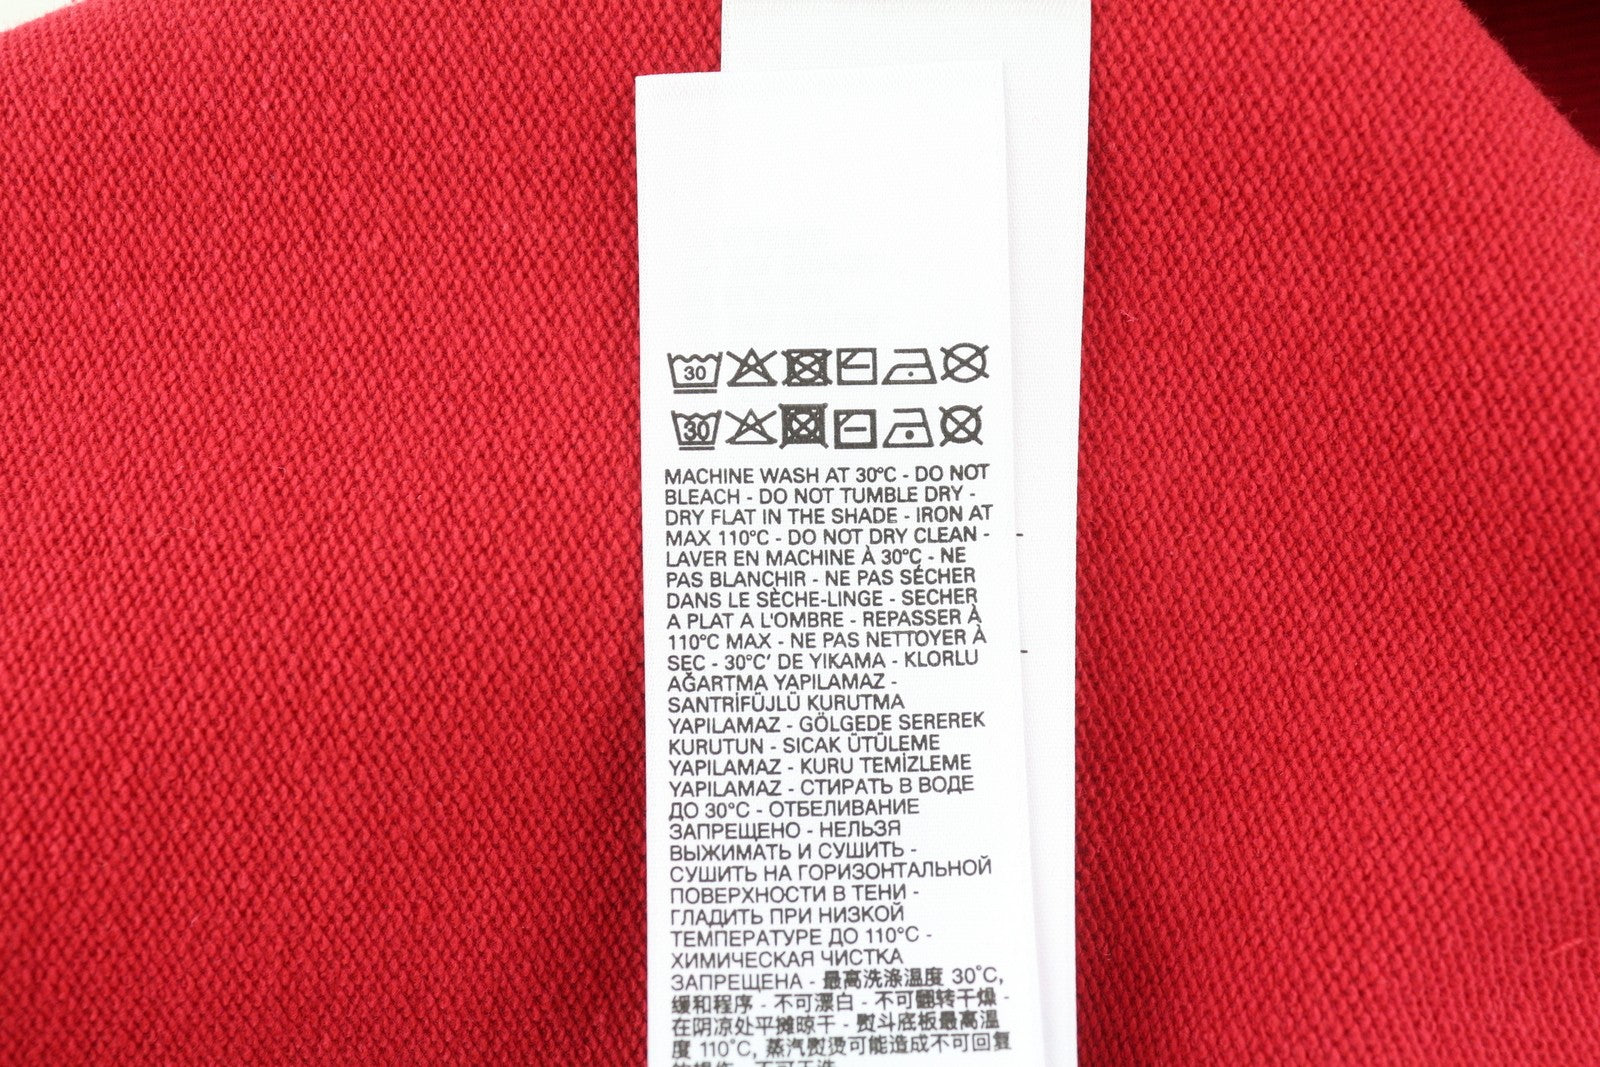 30
30
MACHINE WASH AT 30°C - DO NOT
BLEACH - DO NOT TUMBLE DRY -
DRY FLAT IN THE SHADE - IRON AT
MAX 110°C - DO NOT DRY CLEAN -
LAVER EN MACHINE À 30°C - NE
PAS BLANCHIR - NE PAS SÉCHER
DANS LE SÈCHE-LINGE - SECHER
A PLAT A L'OMBRE - REPASSER À
110°C MAX - NE PAS NETTOYER À
SEC - 30°C' DE YIKAMA - KLORLU
AĞARTMA YAPILAMAZ -
SANTRİFÜJLÜ KURUTMA
YAPILAMAZ - GÖLGEDE SEREREK
KURUTUN - SICAK ÜTÜLEME
YAPILAMAZ - KURU TEMİZLEME
YAPILAMAZ - СТИРАТЬ В ВОДЕ
ДО 30°C - ОТБЕЛИВАНИЕ
ЗАПРЕЩЕНО - НЕЛЬЗЯ
ВЫЖИМАТЬ И СУШИТЬ -
СУШИТЬ НА ГОРИЗОНТАЛЬНОЙ
ПОВЕРХНОСТИ В ТЕНИ -
ГЛАДИТЬ ПРИ НИЗКОЙ
ТЕМПЕРАТУРЕ ДО 110°C -
ХИМИЧЕСКАЯ ЧИСТКА
ЗАПРЕЩЕНА - 最高洗涤温度 30°C,
缓和程序 - 不可漂白 - 不可翻转干燥 -
在阴凉处平摊晾干 - 熨斗底板最高温
度 110°C, 蒸汽熨烫可能造成不可回复